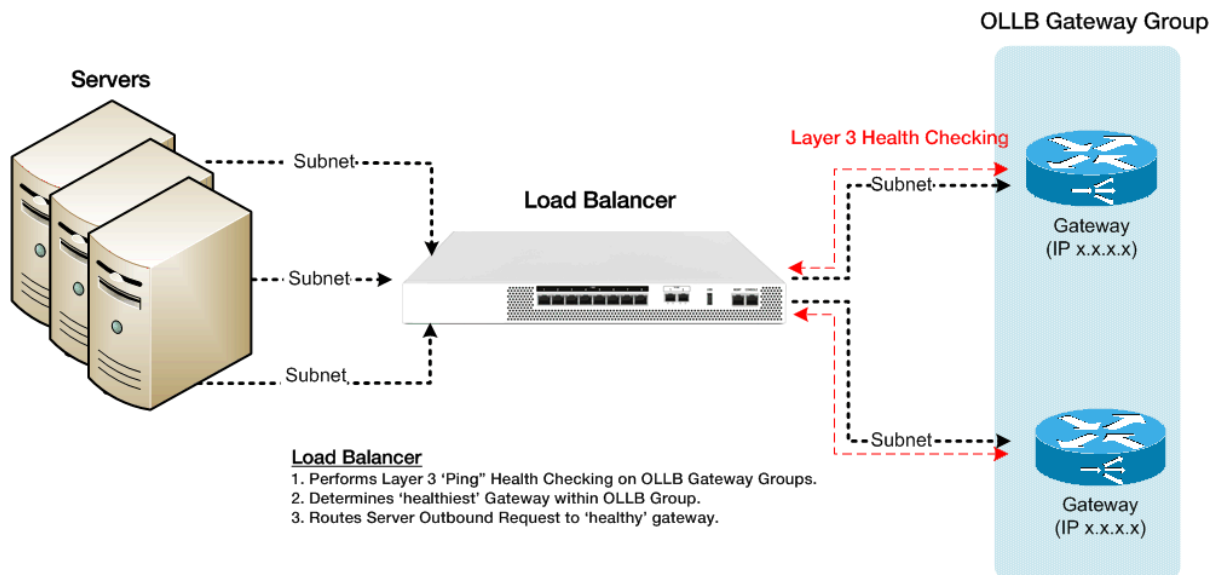 OLLB Gateway Group
Servers
Layer 3 Health Checking
Subnet
Subnet
Load Balancer
Gateway
(IP x.x.x.x)
Subnet
Subnet
Subnet
Load Balancer
1. Performs Layer 3 ‘Ping” Health Checking on OLLB Gateway Groups.
2. Determines ‘healthiest’ Gateway within OLLB Group.
3. Routes Server Outbound Request to ‘healthy’ gateway.
Gateway
(IP x.x.x.x)